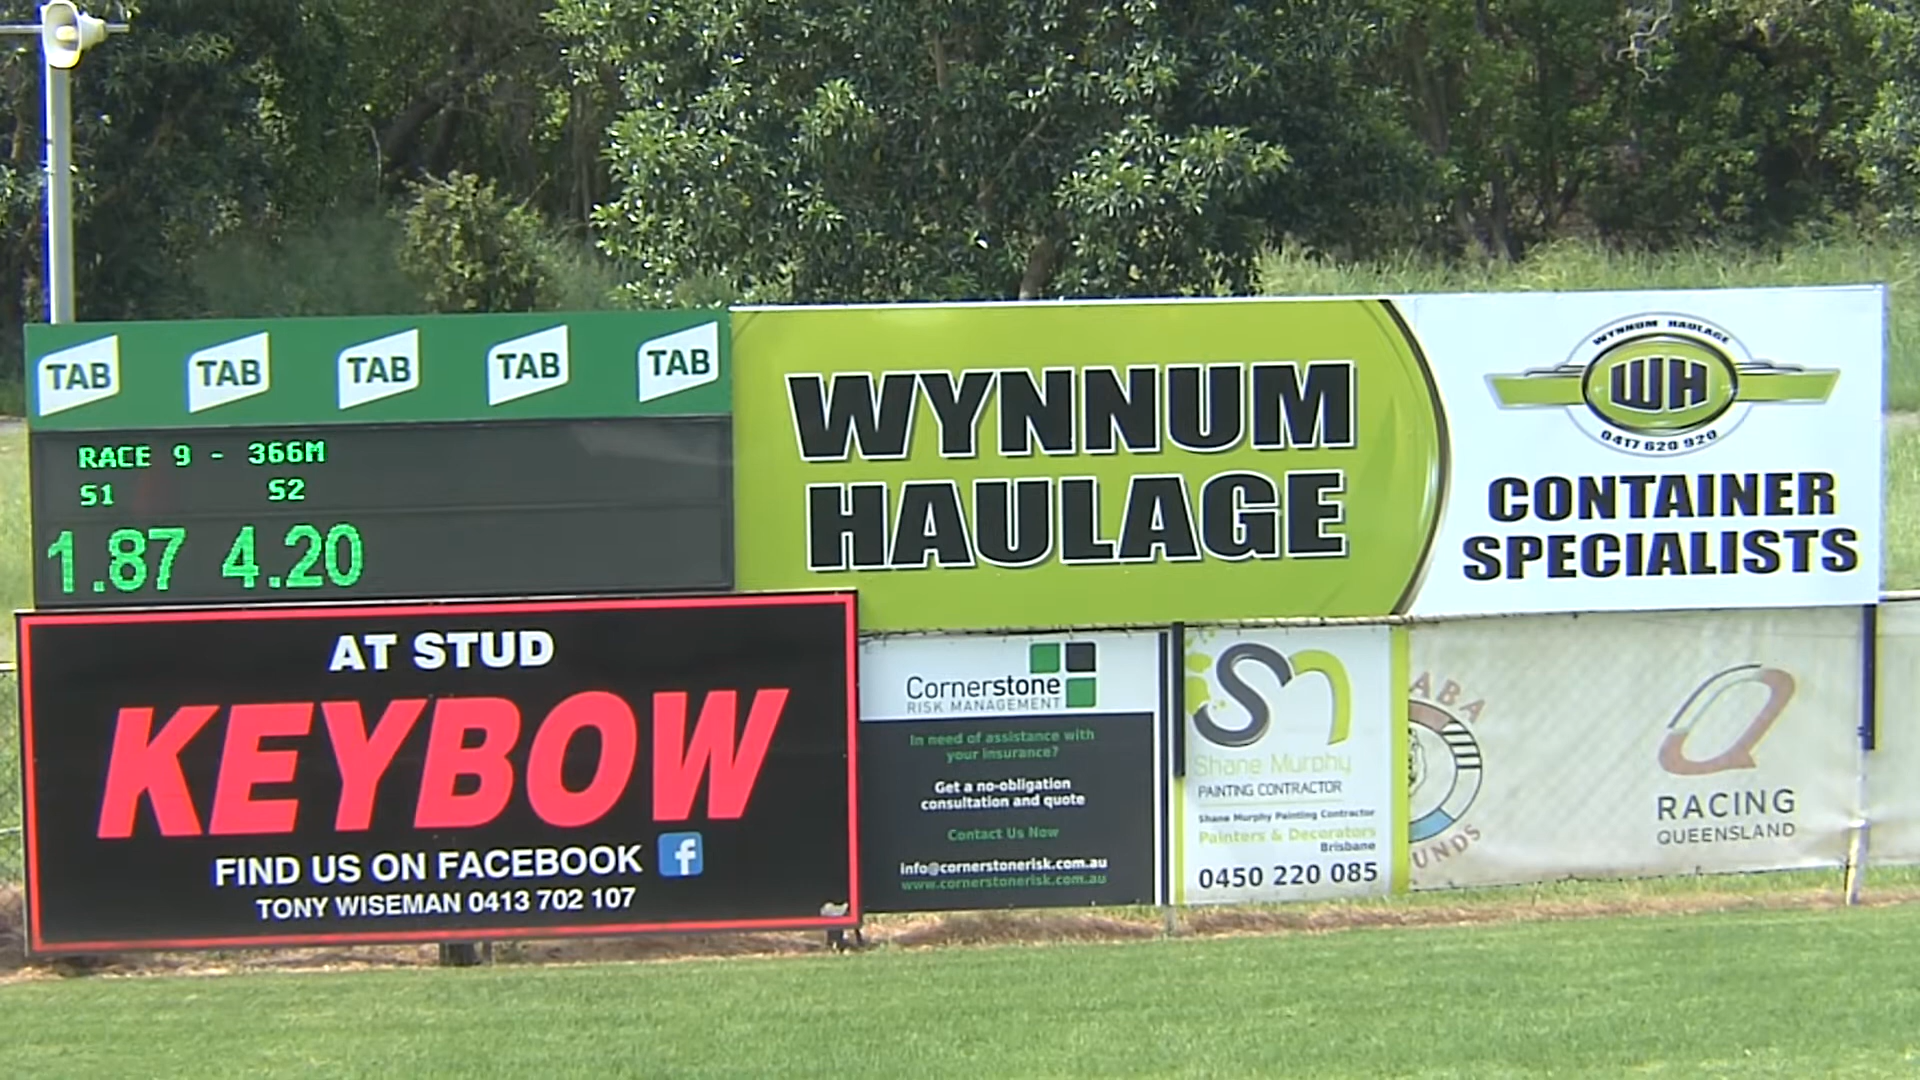 TAB TAB TAB TAB TAB
RACE 9 - 366M
S1 S2
1.87 4.20
WYNNUM
HAULAGE
WYNNUM HAULAGE
WH
0417 620 920
CONTAINER
SPECIALISTS
AT STUD
KEYBOW
FIND US ON FACEBOOK f
TONY WISEMAN 0413 702 107
Cornerstone
RISK MANAGEMENT
In need of assistance with
your insurance?
Get a no-obligation
consultation and quote
Contact Us Now
info@cornerstonerisk.com.au
www.cornerstonerisk.com.au
Sm
Shane Murphy
PAINTING CONTRACTOR
Shane Murphy Painting Contractor
Painters & Decorators
Brisbane
0450 220 085
ABA
UNDS
RACING
QUEENSLAND